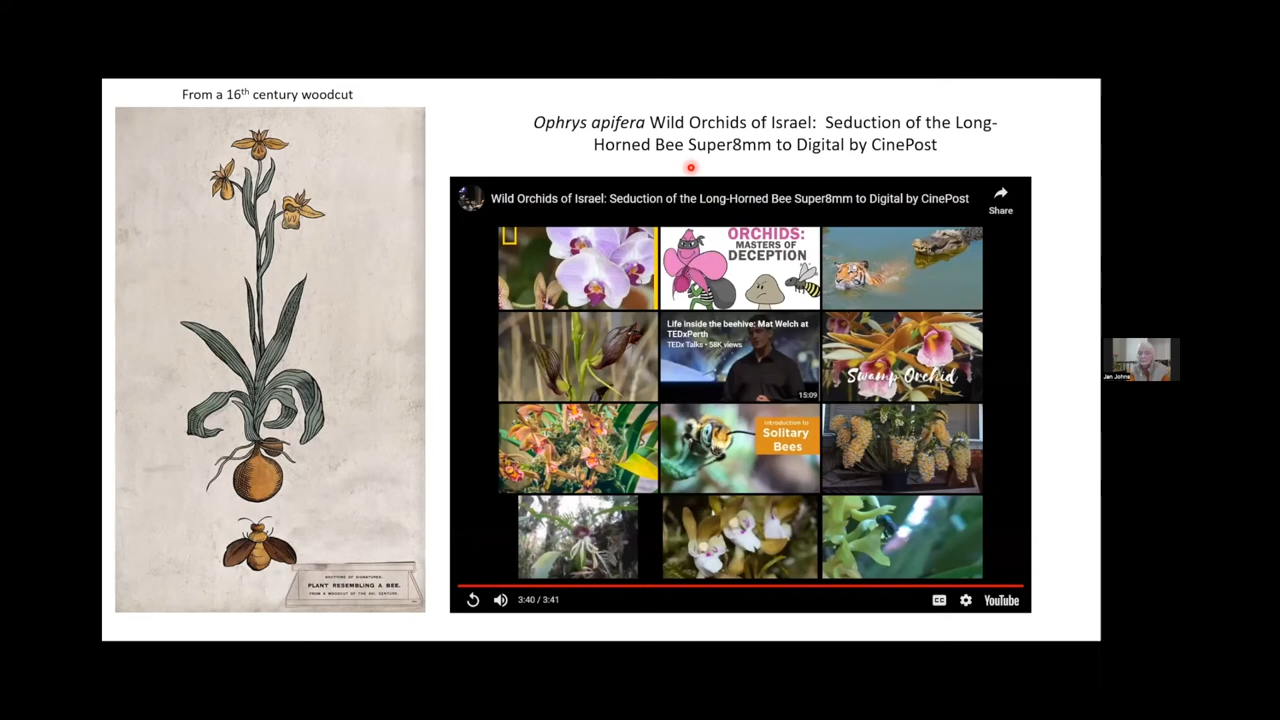 From a 16th century woodcut
DOCTRINE OF SIGNATURES.
PLANT RESEMBLING A BEE.
FROM A WOODCUT OF THE XVI. CENTURY.
Ophrys apifera Wild Orchids of Israel: Seduction of the Long-
Horned Bee Super8mm to Digital by CinePost
Wild Orchids of Israel: Seduction of the Long-Horned Bee Super8mm to Digital by CinePost
Share
ORCHIDS:
MASTERS OF
DECEPTION
Life inside the beehive: Mat Welch at
TEDxPerth
TEDx Talks • 58K views
15:09
Swamp Orchid
Introduction to
Solitary
Bees
3:40 / 3:41
CC
YouTube
Jan Johns